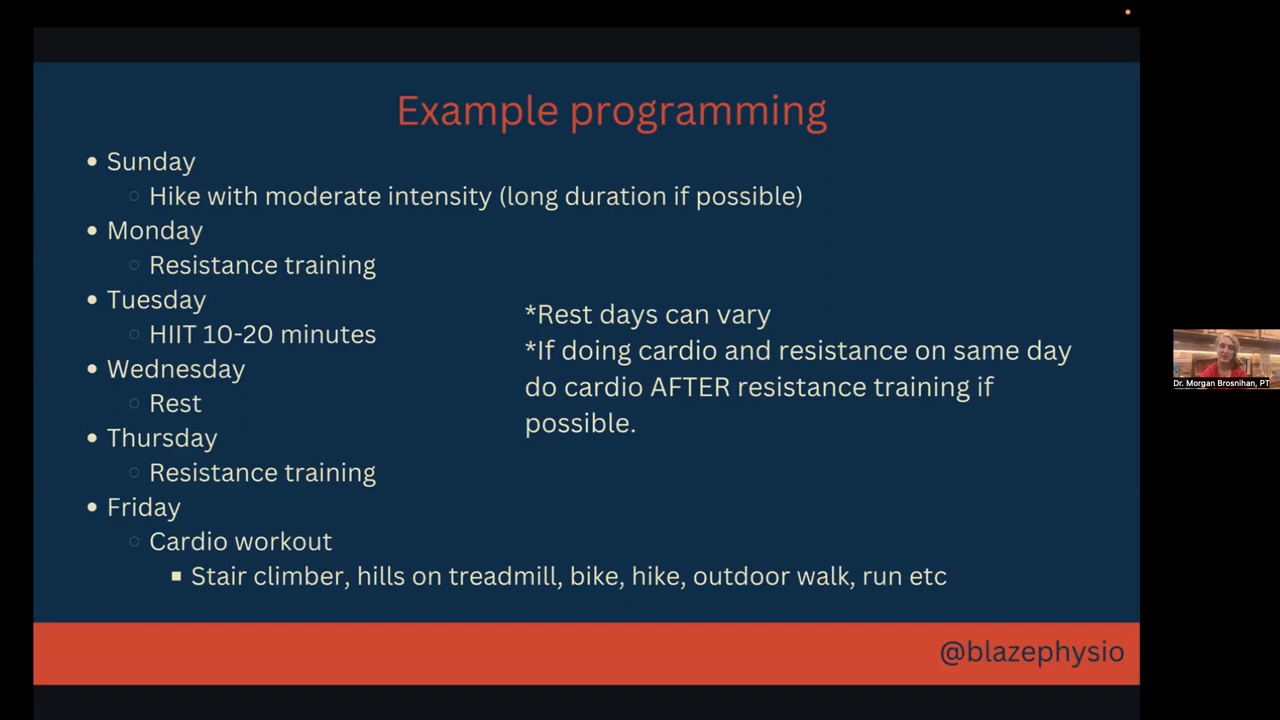 Example programming
Sunday
Hike with moderate intensity (long duration if possible)
Monday
Resistance training
Tuesday
HIIT 10-20 minutes
Wednesday
Rest
Thursday
Resistance training
Friday
Cardio workout
Stair climber, hills on treadmill, bike, hike, outdoor walk, run etc
*Rest days can vary
*If doing cardio and resistance on same day
do cardio AFTER resistance training if
possible.
@blazephysio
Dr. Morgan Brosnihan, PT